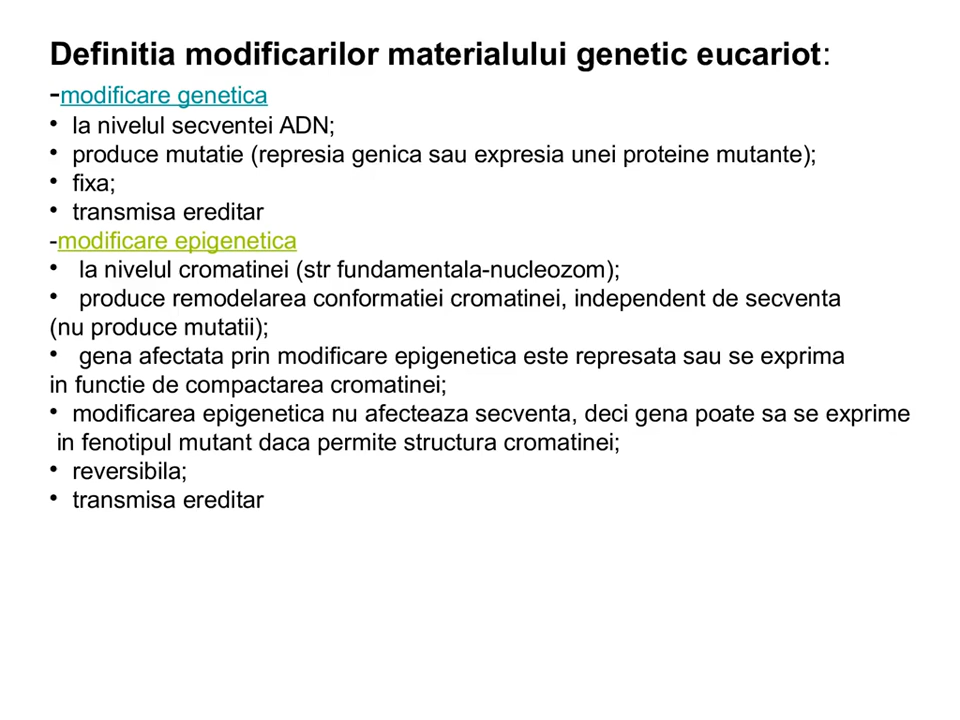 Definitia modificarilor materialului genetic eucariot:
-modificare genetica
• la nivelul secventei ADN;
• produce mutatie (represia genica sau expresia unei proteine mutante);
• fixa;
• transmisa ereditar
-modificare epigenetica
• la nivelul cromatinei (str fundamentala-nucleozom);
• produce remodelarea conformatiei cromatinei, independent de secventa
(nu produce mutatii);
• gena afectata prin modificare epigenetica este represata sau se exprima
in functie de compactarea cromatinei;
• modificarea epigenetica nu afecteaza secventa, deci gena poate sa se exprime
in fenotipul mutant daca permite structura cromatinei;
• reversibila;
• transmisa ereditar